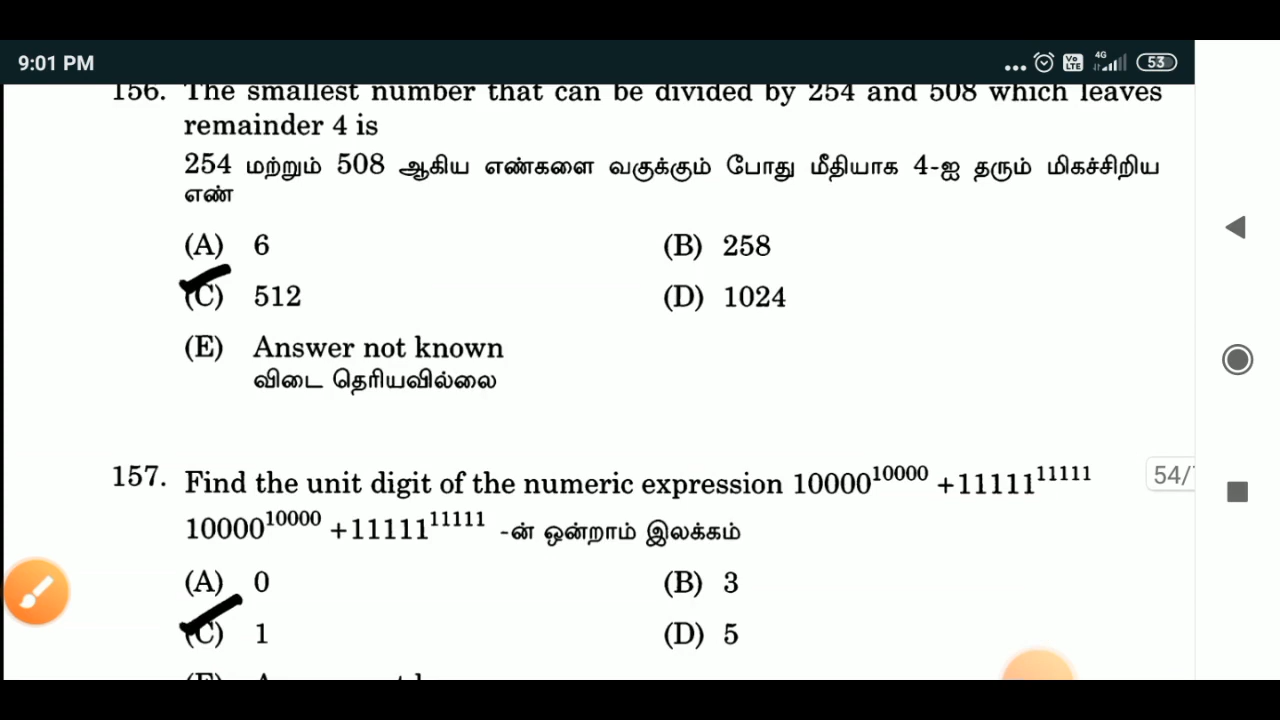 9:01 PM
4G
Vo LTE
53
156. The smallest number that can be divided by 254 and 508 which leaves
remainder 4 is
254 மற்றும் 508 ஆகிய எண்களை வகுக்கும் போது மீதியாக 4-ஐ தரும் மிகச்சிறிய
எண்
(A) 6
(B) 258
(C) 512
(D) 1024
(E) Answer not known
விடை தெரியவில்லை
157. Find the unit digit of the numeric expression 10000^10000 +11111^11111
54/
10000^10000 +11111^11111 -ன் ஒன்றாம் இலக்கம்
(A) 0
(B) 3
(C) 1
(D) 5